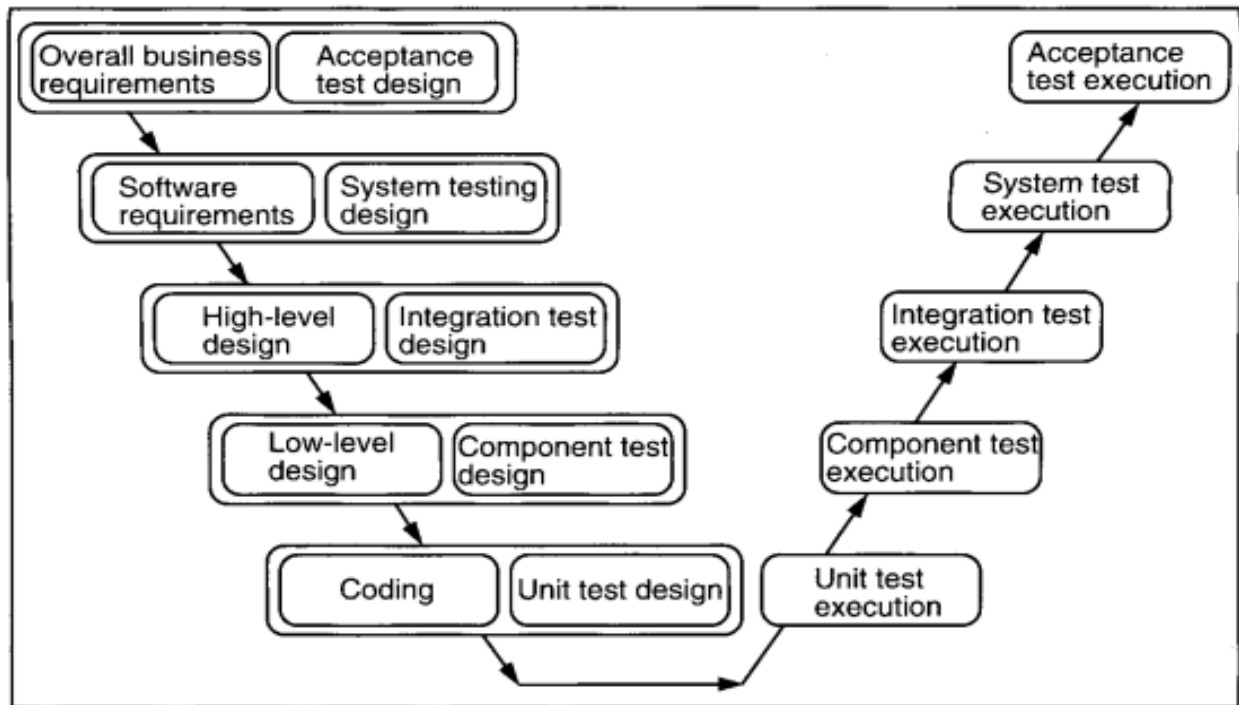 Overall business
requirements
Acceptance
test design
Acceptance
test execution
Software
requirements
System testing
design
System test
execution
High-level
design
Integration test
design
Integration test
execution
Low-level
design
Component test
design
Component test
execution
Coding
Unit test design
Unit test
execution